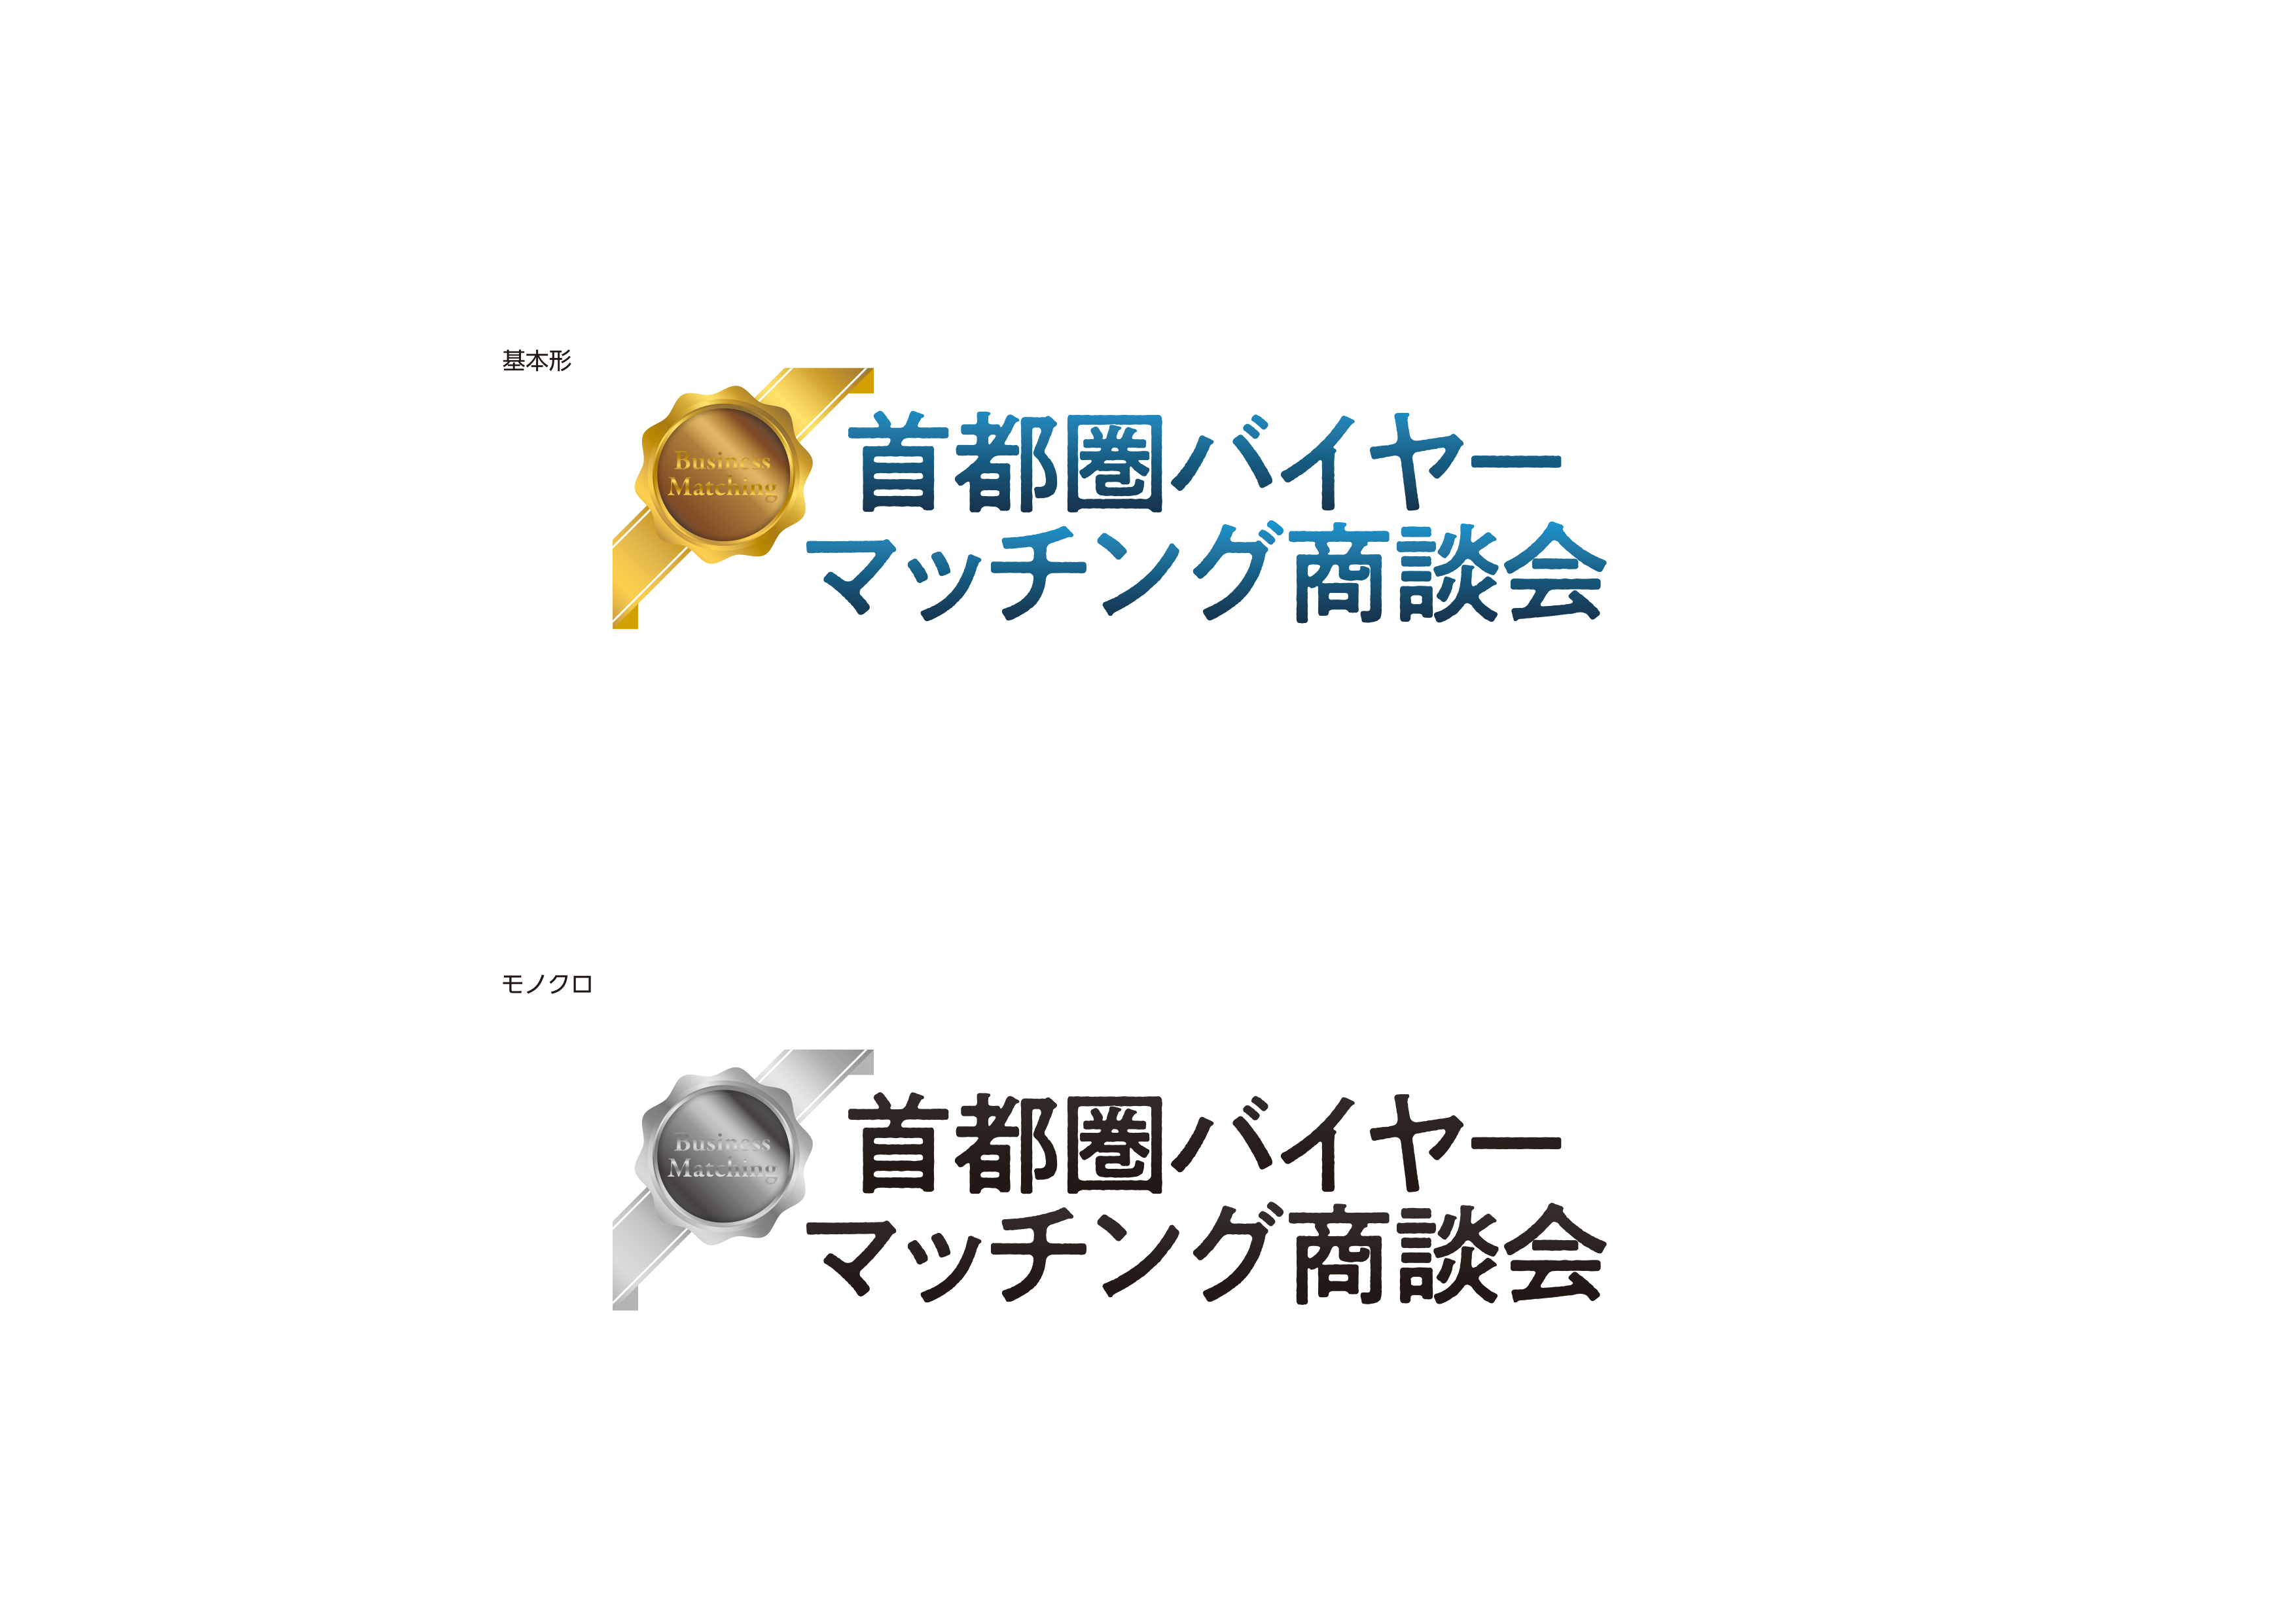 基本形
Business
Matching
首都圏バイヤー
マッチング商談会
モノクロ
Business
Matching
首都圏バイヤー
マッチング商談会